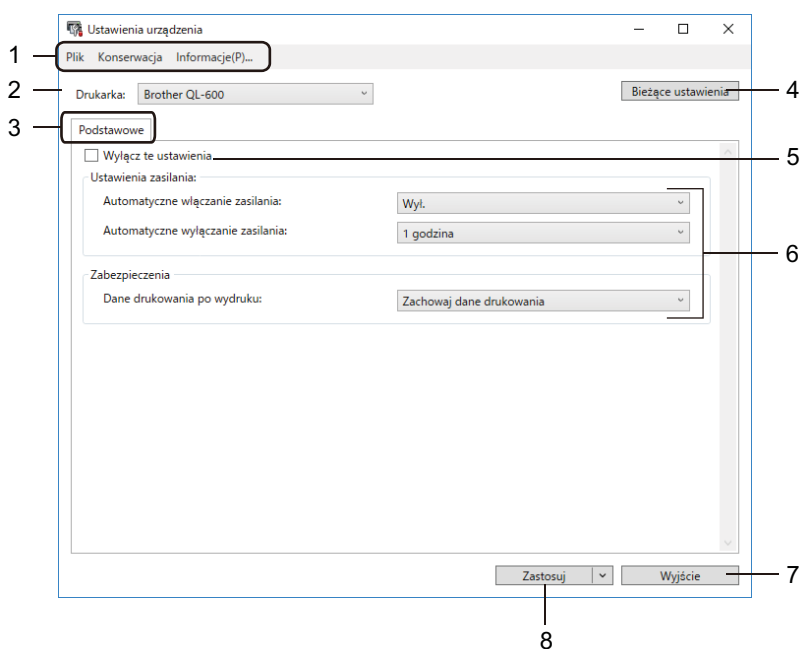 Ustawienia urządzenia
1 Plik Konserwacja Informacje(P)...
2 Drukarka: Brother QL-600 Bieżące ustawienia 4
3 Podstawowe
Wyłącz te ustawienia 5
Ustawienia zasilania:
Automatyczne włączanie zasilania: Wył.
Automatyczne wyłączanie zasilania: 1 godzina
6
Zabezpieczenia
Dane drukowania po wydruku: Zachowaj dane drukowania
Zastosuj Wyjście 7
8